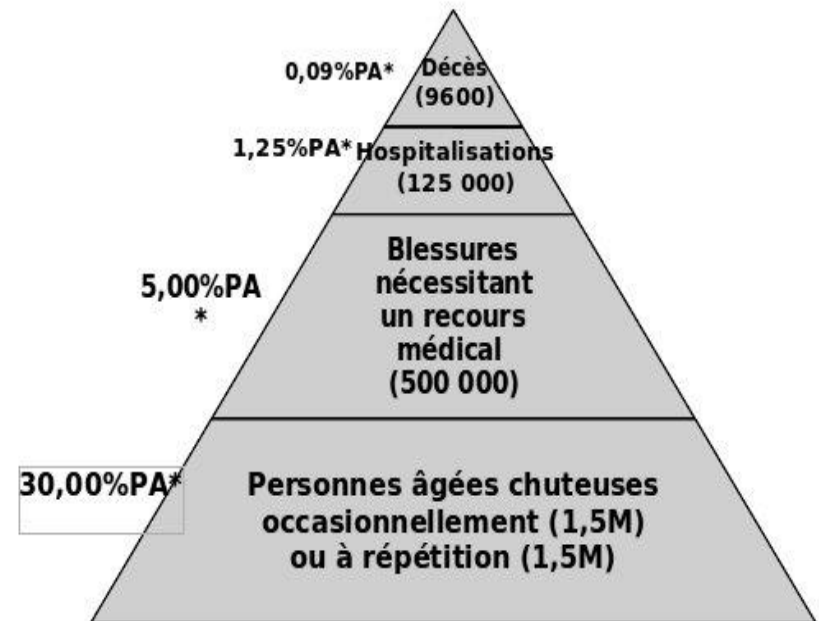 0,09%PA*
Décès
(9600)
1,25%PA*
Hospitalisations
(125 000)
5,00%PA
*
Blessures
nécessitant
un recours
médical
(500 000)
30,00%PA*
Personnes âgées chuteuses
occasionnellement (1,5M)
ou à répétition (1,5M)